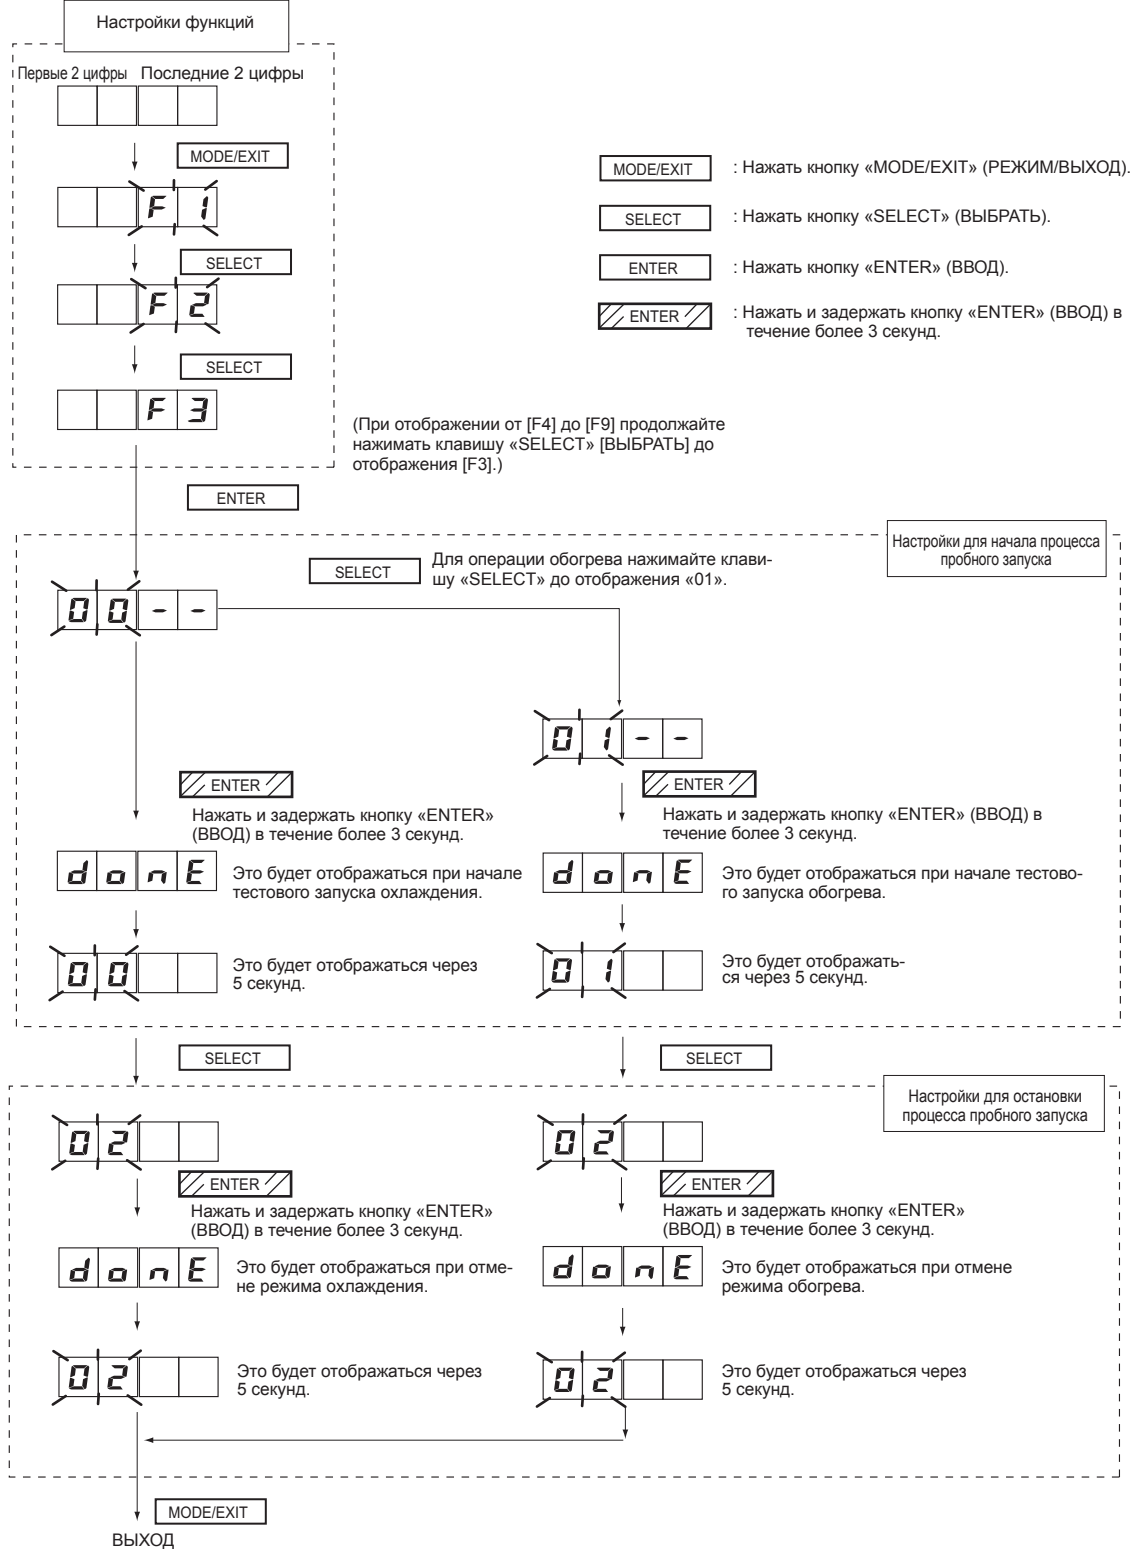 Настройки функций
Первые 2 цифры Последние 2 цифры
MODE/EXIT
F 1
SELECT
F 2
SELECT
F 3
MODE/EXIT : Нажать кнопку «MODE/EXIT» (РЕЖИМ/ВЫХОД).
SELECT : Нажать кнопку «SELECT» (ВЫБРАТЬ).
ENTER : Нажать кнопку «ENTER» (ВВОД).
ENTER : Нажать и задержать кнопку «ENTER» (ВВОД) в
течение более 3 секунд.
(При отображении от [F4] до [F9] продолжайте
нажимать клавишу «SELECT» [ВЫБРАТЬ] до
отображения [F3].)
ENTER
Настройки для начала процесса
пробного запуска
SELECT
Для операции обогрева нажимайте клави-
шу «SELECT» до отображения «01».
0 0 - -
0 1 - -
ENTER
Нажать и задержать кнопку «ENTER»
(ВВОД) в течение более 3 секунд.
d o n E
Это будет отображаться при начале
тестового запуска охлаждения.
0 0
Это будет отображаться через
5 секунд.
ENTER
Нажать и задержать кнопку «ENTER» (ВВОД) в
течение более 3 секунд.
d o n E
Это будет отображаться при начале тестово-
го запуска обогрева.
0 1
Это будет отображать-
ся через 5 секунд.
SELECT
SELECT
Настройки для остановки
процесса пробного запуска
0 2
ENTER
Нажать и задержать кнопку «ENTER»
(ВВОД) в течение более 3 секунд.
d o n E
Это будет отображаться при отме-
не режима охлаждения.
0 2
Это будет отображаться через
5 секунд.
0 2
ENTER
Нажать и задержать кнопку «ENTER»
(ВВОД) в течение более 3 секунд.
d o n E
Это будет отображаться при отмене
режима обогрева.
0 2
Это будет отображаться через
5 секунд.
MODE/EXIT
ВЫХОД